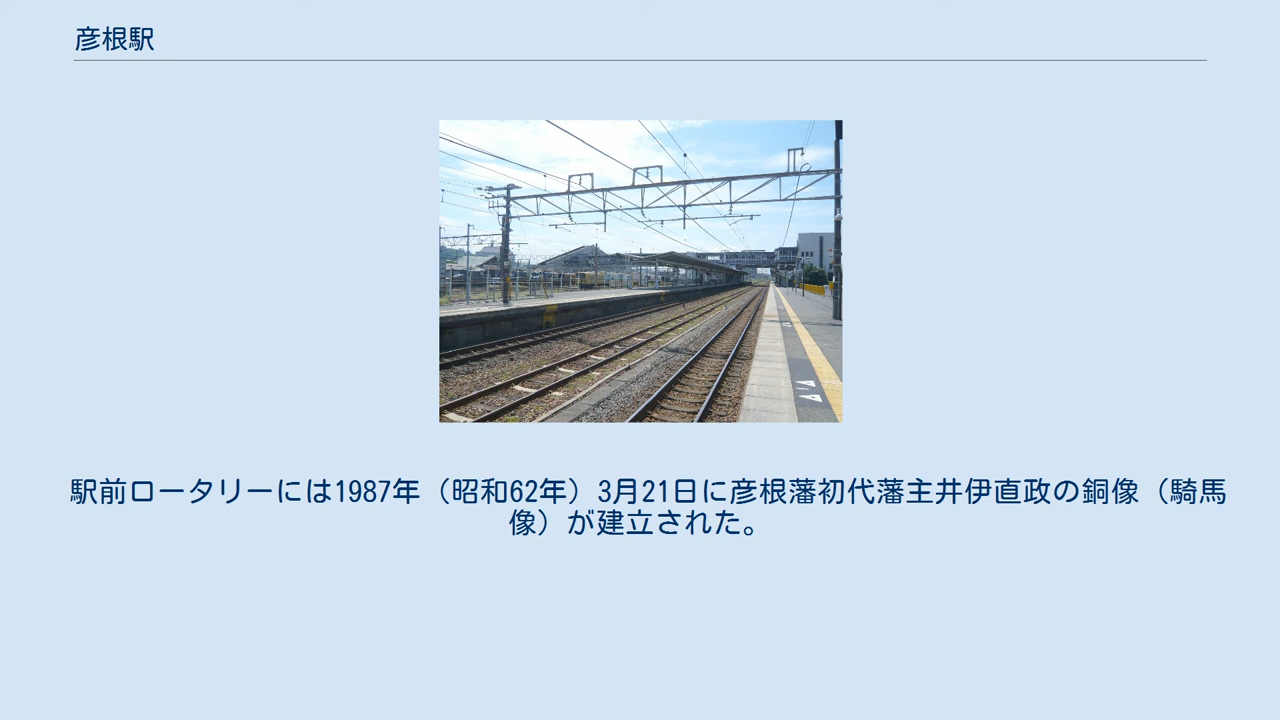 彦根駅
駅前ロータリーには1987年（昭和62年）3月21日に彦根藩初代藩主井伊直政の銅像（騎馬
像）が建立された。